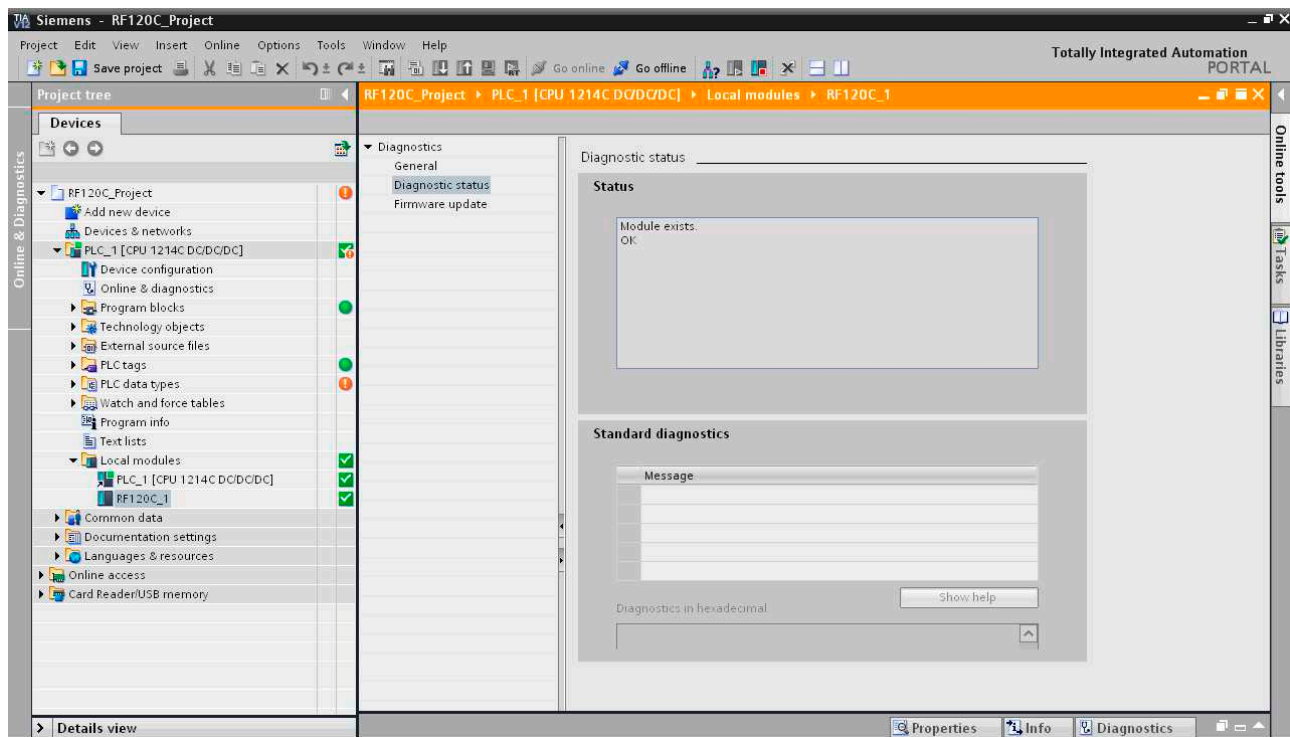 Siemens - RF120C_Project
Project Edit View Insert Online Options Tools Window Help
Totally Integrated Automation
PORTAL
Save project
Go online
Go offline
Project tree
RF120C_Project PLC_1 [CPU 1214C DC/DC/DC] Local modules RF120C_1
Devices
Online & Diagnostics
RF120C_Project
Add new device
Devices & networks
PLC_1 [CPU 1214C DC/DC/DC]
Device configuration
Online & diagnostics
Program blocks
Technology objects
External source files
PLC tags
PLC data types
Watch and force tables
Program info
Text lists
Local modules
PLC_1 [CPU 1214C DC/DC/DC]
RF120C_1
Common data
Documentation settings
Languages & resources
Online access
Card Reader/USB memory
Details view
Diagnostics
General
Diagnostic status
Firmware update
Diagnostic status
Status
Module exists.
OK
Standard diagnostics
Message
Show help
Diagnostics in hexadecimal
Online tools
Tasks
Libraries
Properties
Info
Diagnostics